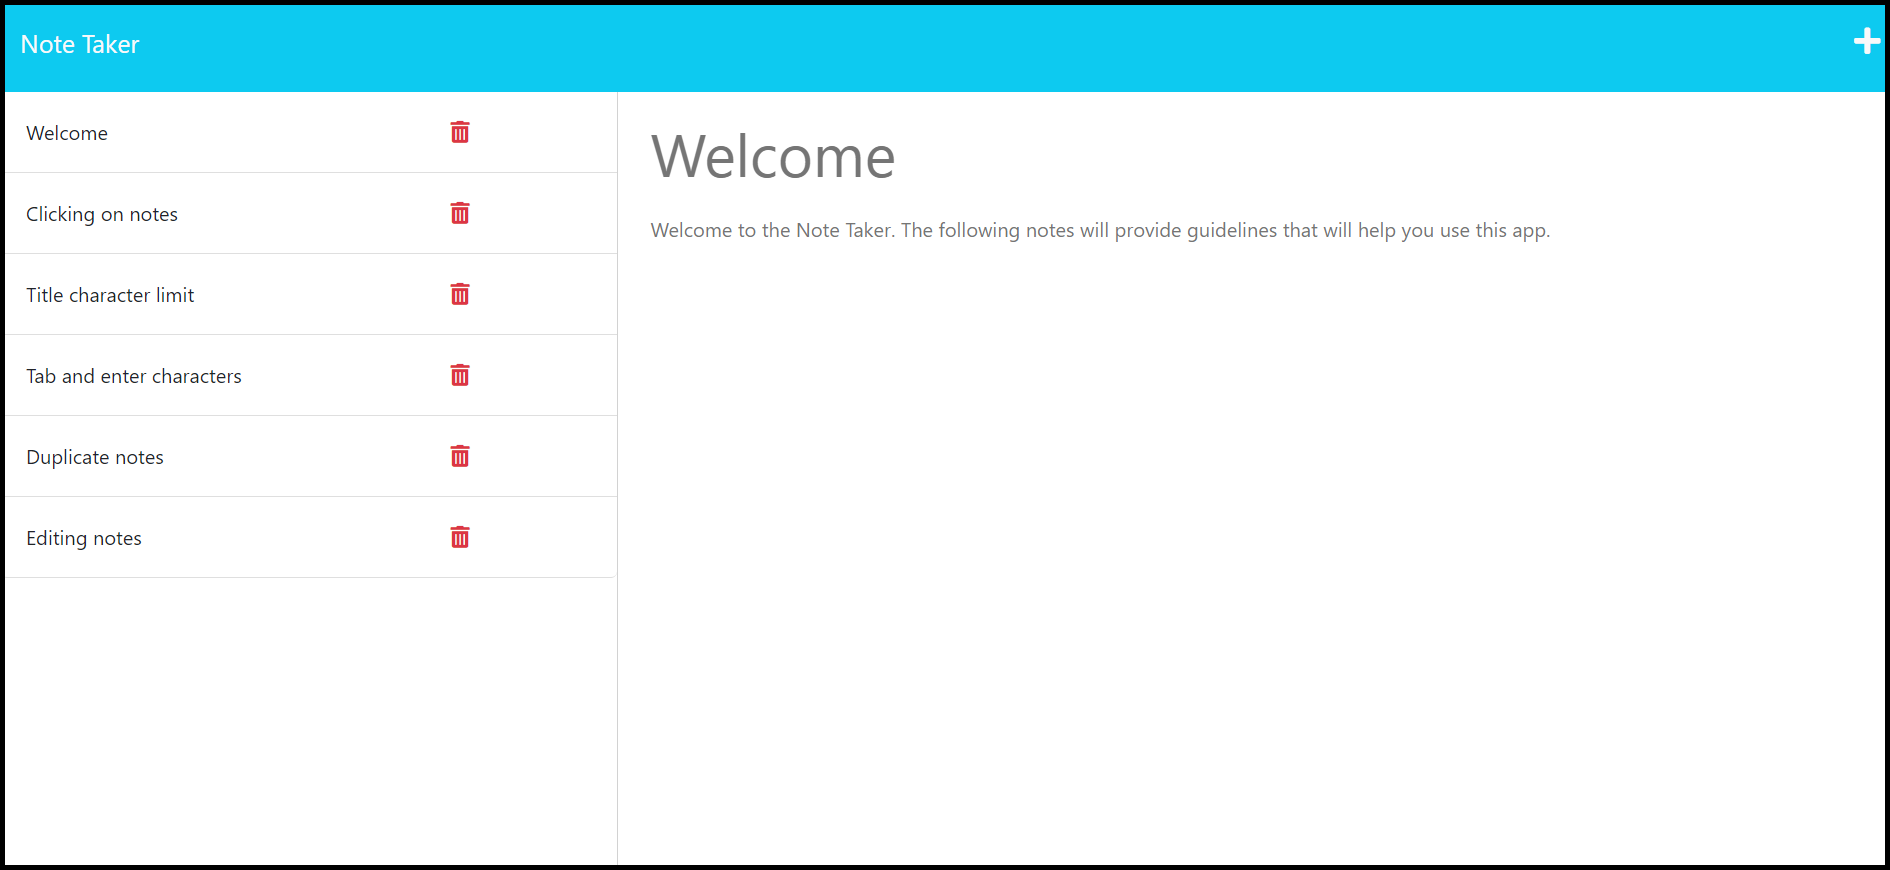 Note Taker
Welcome
Clicking on notes
Title character limit
Tab and enter characters
Duplicate notes
Editing notes
Welcome
Welcome to the Note Taker. The following notes will provide guidelines that will help you use this app.